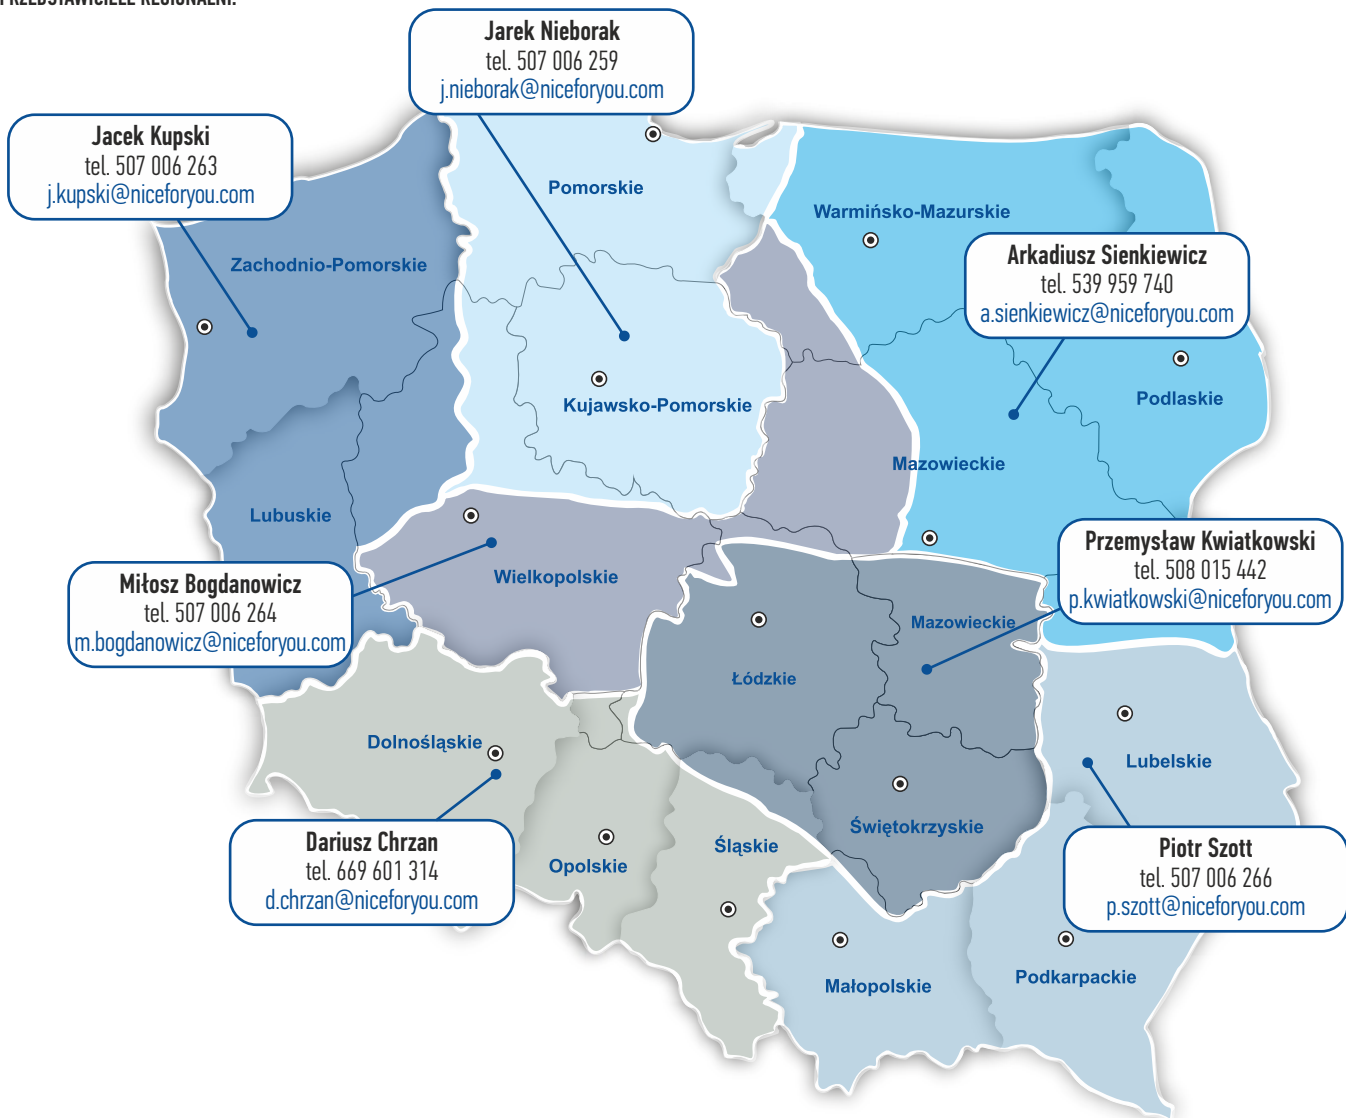 PRZEDSTAWICIELE REGIONALNI:
Jarek Nieborak
tel. 507 006 259
j.nieborak@niceforyou.com
Jacek Kupski
tel. 507 006 263
j.kupski@niceforyou.com
Pomorskie
Warmińsko-Mazurskie
Zachodnio-Pomorskie
Arkadiusz Sienkiewicz
tel. 539 959 740
a.sienkiewicz@niceforyou.com
Kujawsko-Pomorskie
Podlaskie
Mazowieckie
Lubuskie
Przemysław Kwiatkowski
tel. 508 015 442
p.kwiatkowski@niceforyou.com
Wielkopolskie
Miłosz Bogdanowicz
tel. 507 006 264
m.bogdanowicz@niceforyou.com
Mazowieckie
Łódzkie
Dolnośląskie
Lubelskie
Świętokrzyskie
Dariusz Chrzan
tel. 669 601 314
d.chrzan@niceforyou.com
Opolskie
Śląskie
Piotr Szott
tel. 507 006 266
p.szott@niceforyou.com
Małopolskie
Podkarpackie